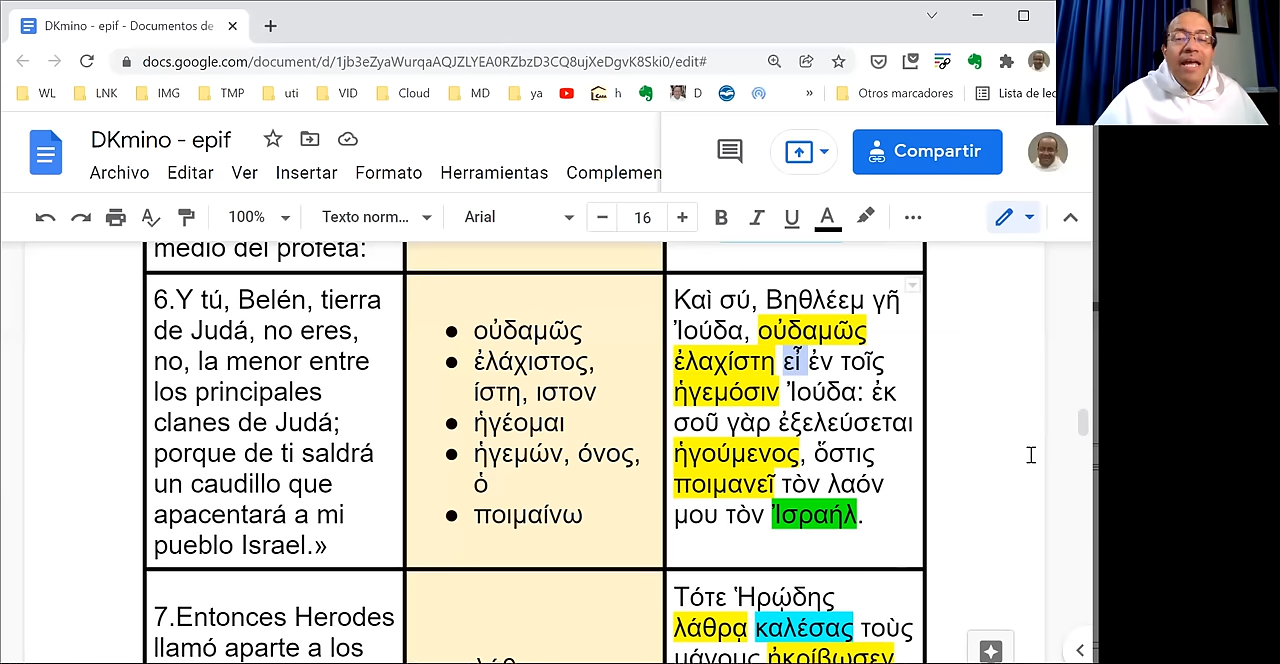 DKmino - epif - Documentos de
docs.google.com/document/d/1jb3eZyaWurqaAQJZLYEA0RZbzD3CQ8ujXeDgvK8Ski0/edit#
WL LNK IMG TMP uti VID Cloud MD ya h D » Otros marcadores Lista de lec
DKmino - epif
Archivo Editar Ver Insertar Formato Herramientas Complemen
Compartir
100% Texto norm... Arial − 16 + B I U A
medio del profeta:
6.Y tú, Belén, tierra
de Judá, no eres,
no, la menor entre
los principales
clanes de Judá;
porque de ti saldrá
un caudillo que
apacentará a mi
pueblo Israel.»
● οὐδαμῶς
● ἐλάχιστος,
ίστη, ιστον
● ἡγέομαι
● ἡγεμών, όνος,
ὁ
● ποιμαίνω
Καὶ σύ, Βηθλέεμ γῆ
Ἰούδα, οὐδαμῶς
ἐλαχίστη εἶ ἐν τοῖς
ἡγεμόσιν Ἰούδα: ἐκ
σοῦ γὰρ ἐξελεύσεται
ἡγούμενος, ὅστις
ποιμανεῖ τὸν λαόν
μου τὸν Ἰσραήλ.
7.Entonces Herodes
llamó aparte a los
Τότε Ἡρῴδης
λάθρᾳ καλέσας τοὺς
μάγους ἠκρίβωσεν